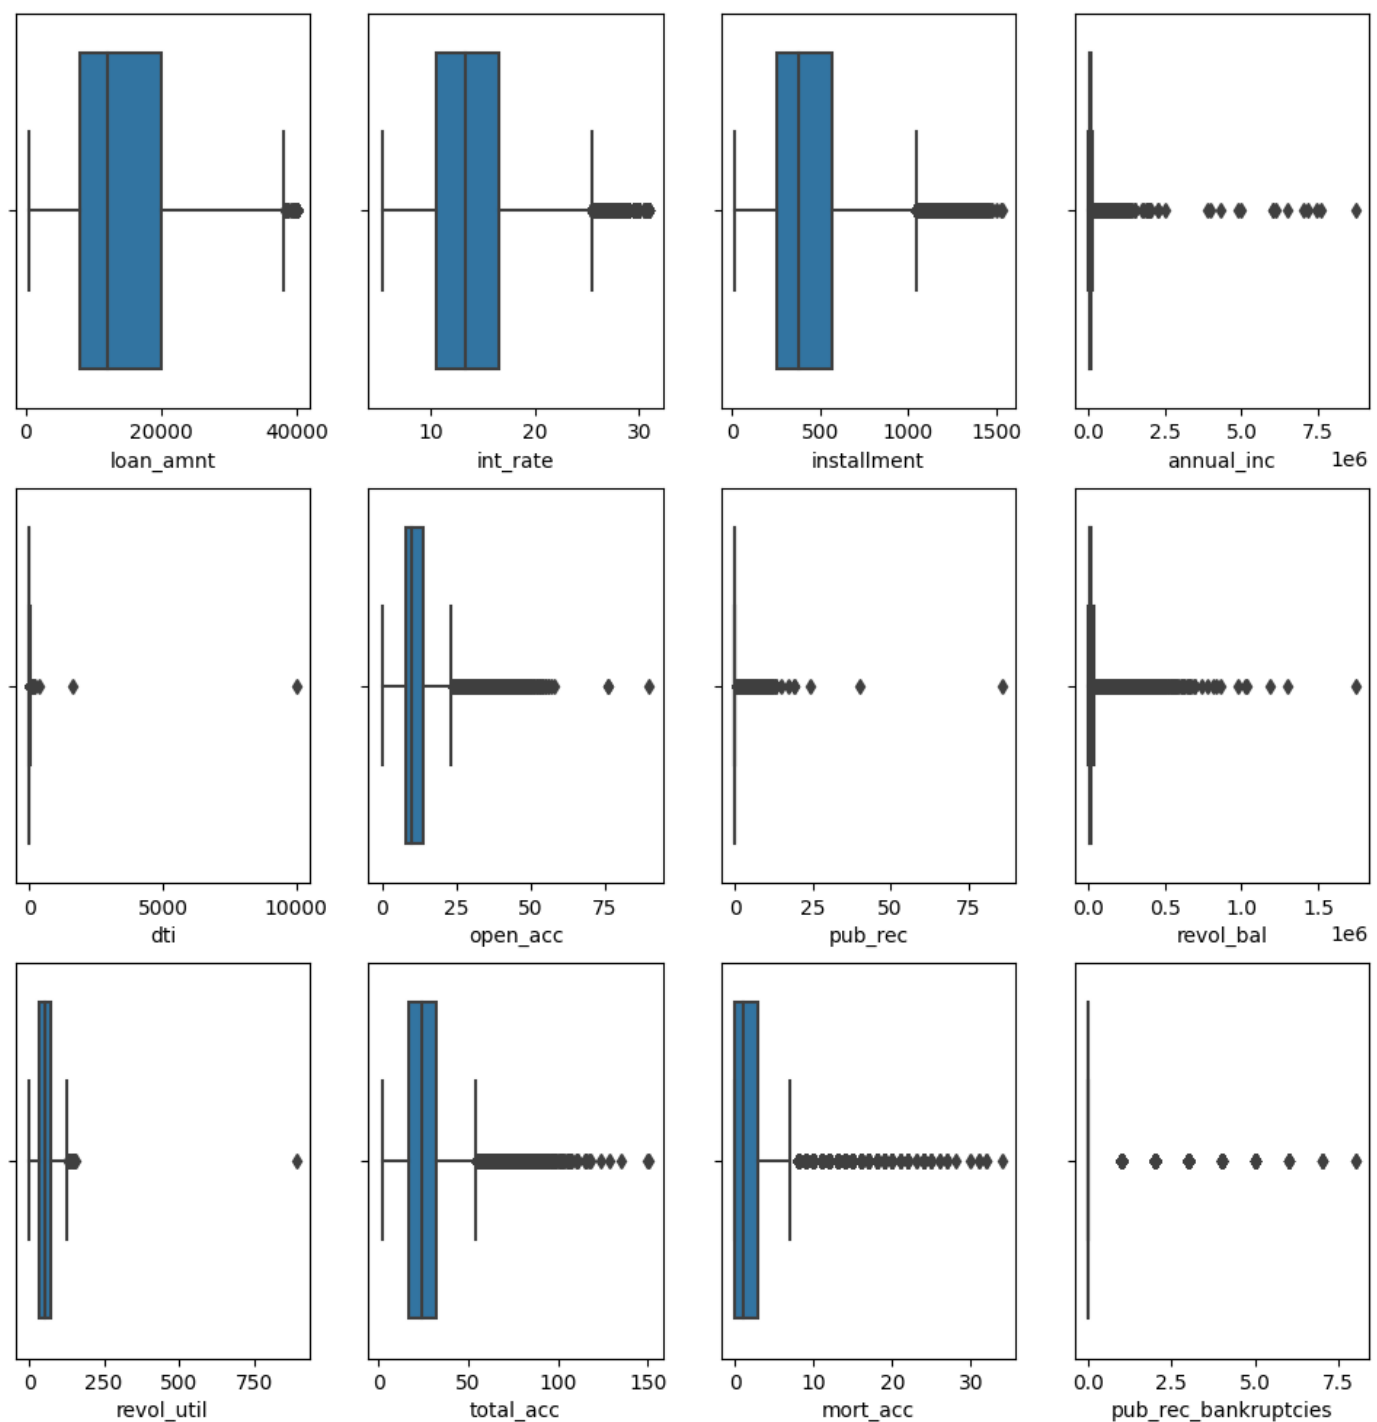 0 20000 40000 10 20 30 0 500 1000 1500 0.0 2.5 5.0 7.5
loan_amnt int_rate installment annual_inc 1e6
0 5000 10000 0 25 50 75 0 25 50 75 0.0 0.5 1.0 1.5
dti open_acc pub_rec revol_bal 1e6
0 250 500 750 0 50 100 150 0 10 20 30 0.0 2.5 5.0 7.5
revol_util total_acc mort_acc pub_rec_bankruptcies